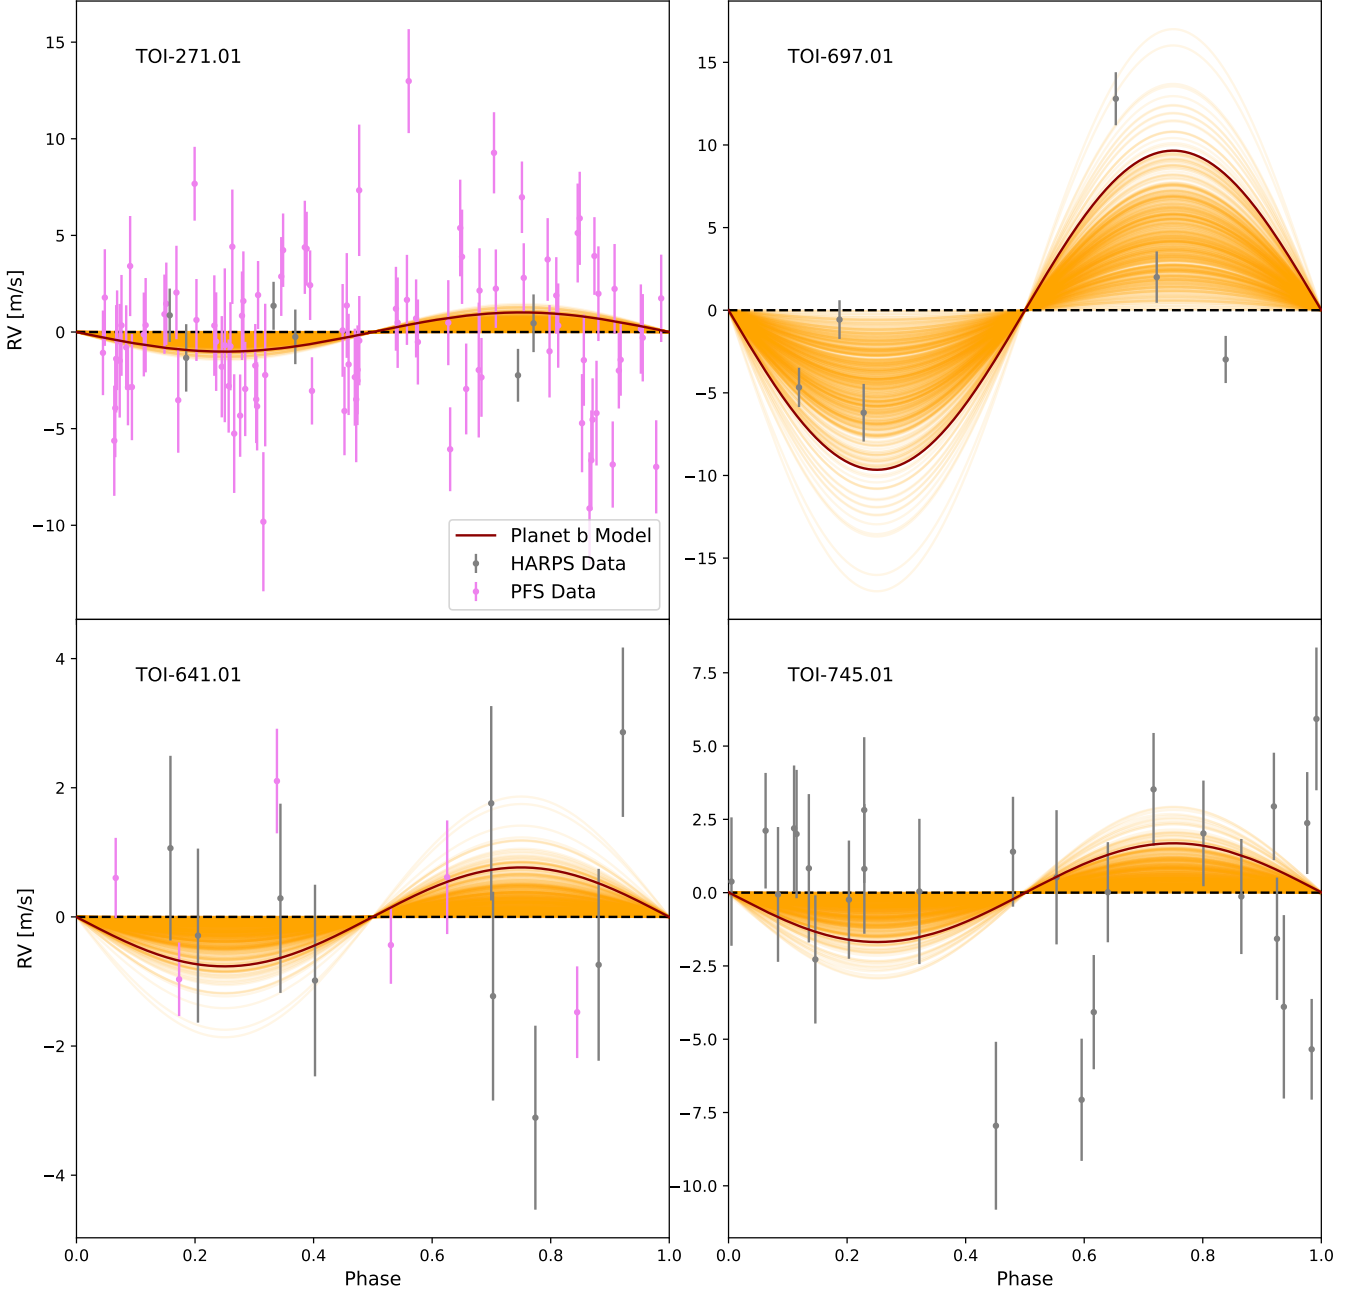 TOI-271.01
15
10
5
0
−5
−10
RV [m/s]
Planet b Model
HARPS Data
PFS Data
TOI-697.01
15
10
5
0
−5
−10
−15
TOI-641.01
4
2
0
−2
−4
RV [m/s]
0.0 0.2 0.4 0.6 0.8 1.0
Phase
TOI-745.01
7.5
5.0
2.5
0.0
−2.5
−5.0
−7.5
−10.0
0.0 0.2 0.4 0.6 0.8 1.0
Phase